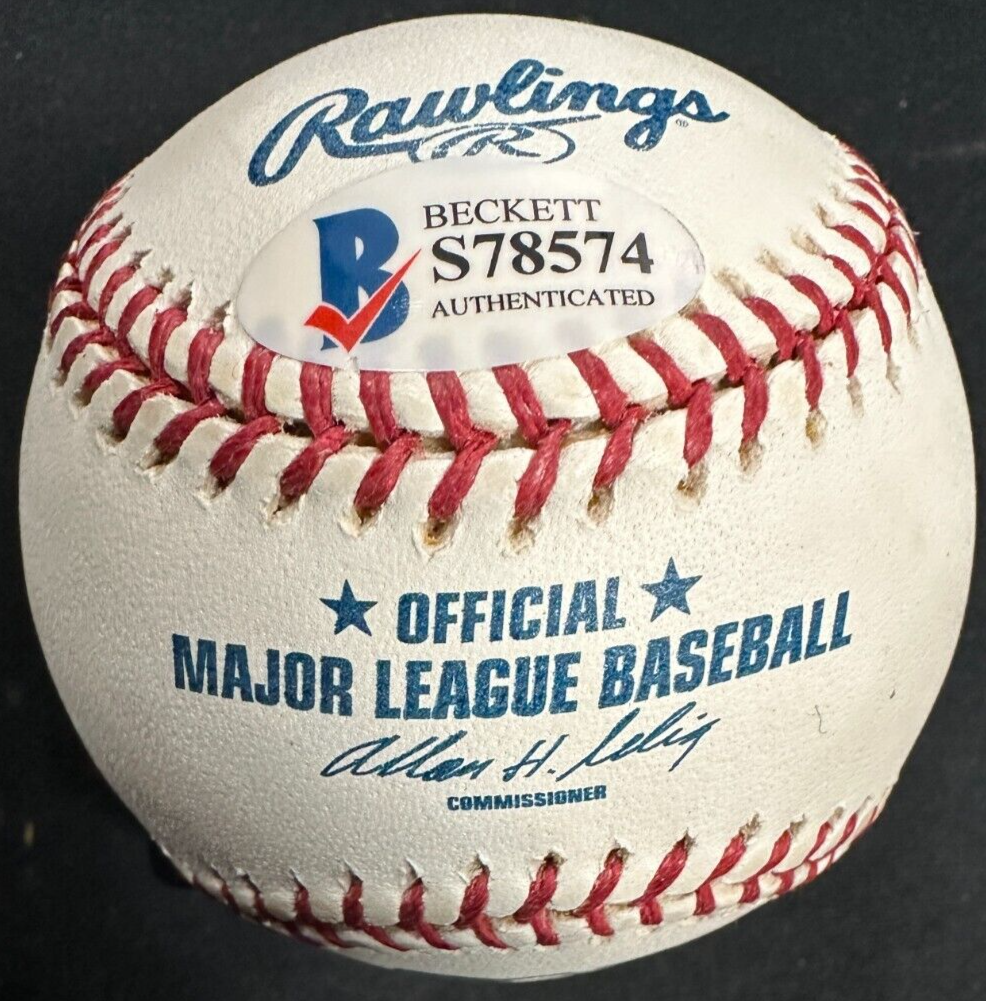 Rawlings
®
R
BECKETT
S78574
AUTHENTICATED
B
★ OFFICIAL ★
MAJOR LEAGUE BASEBALL
Allan H. Selig
COMMISSIONER